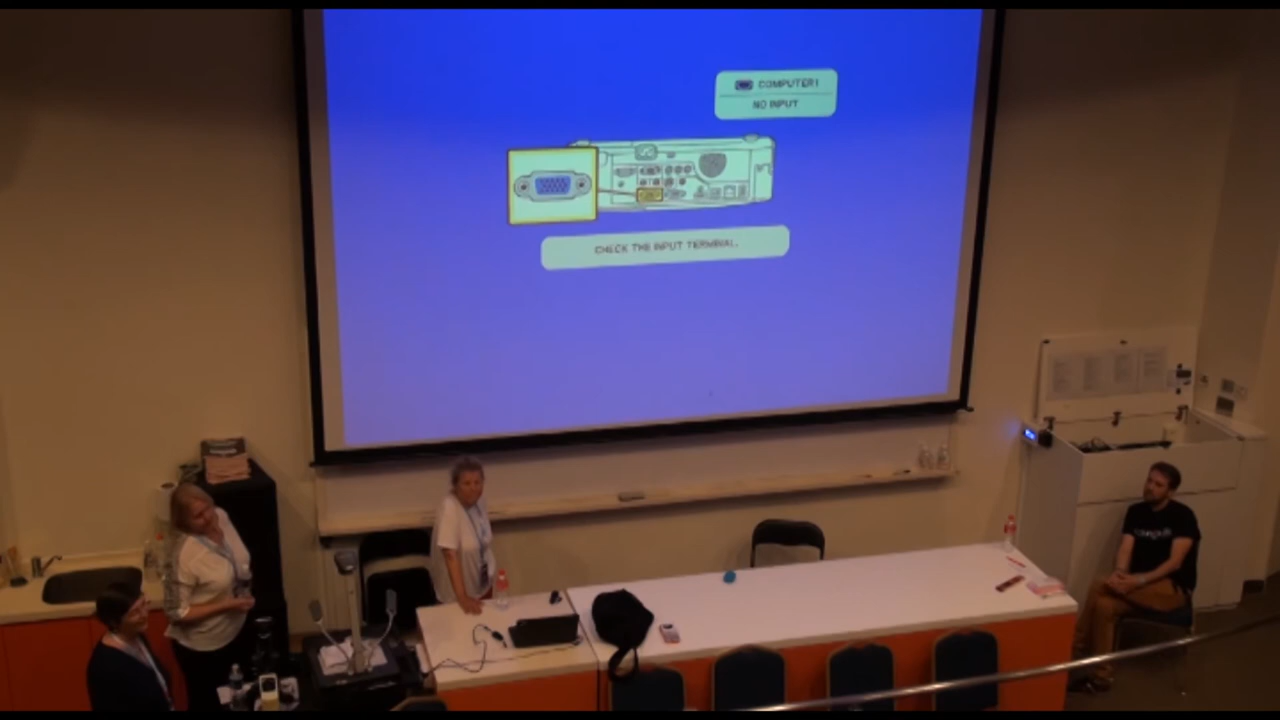 COMPUTER1
NO INPUT
CHECK THE INPUT TERMINAL.